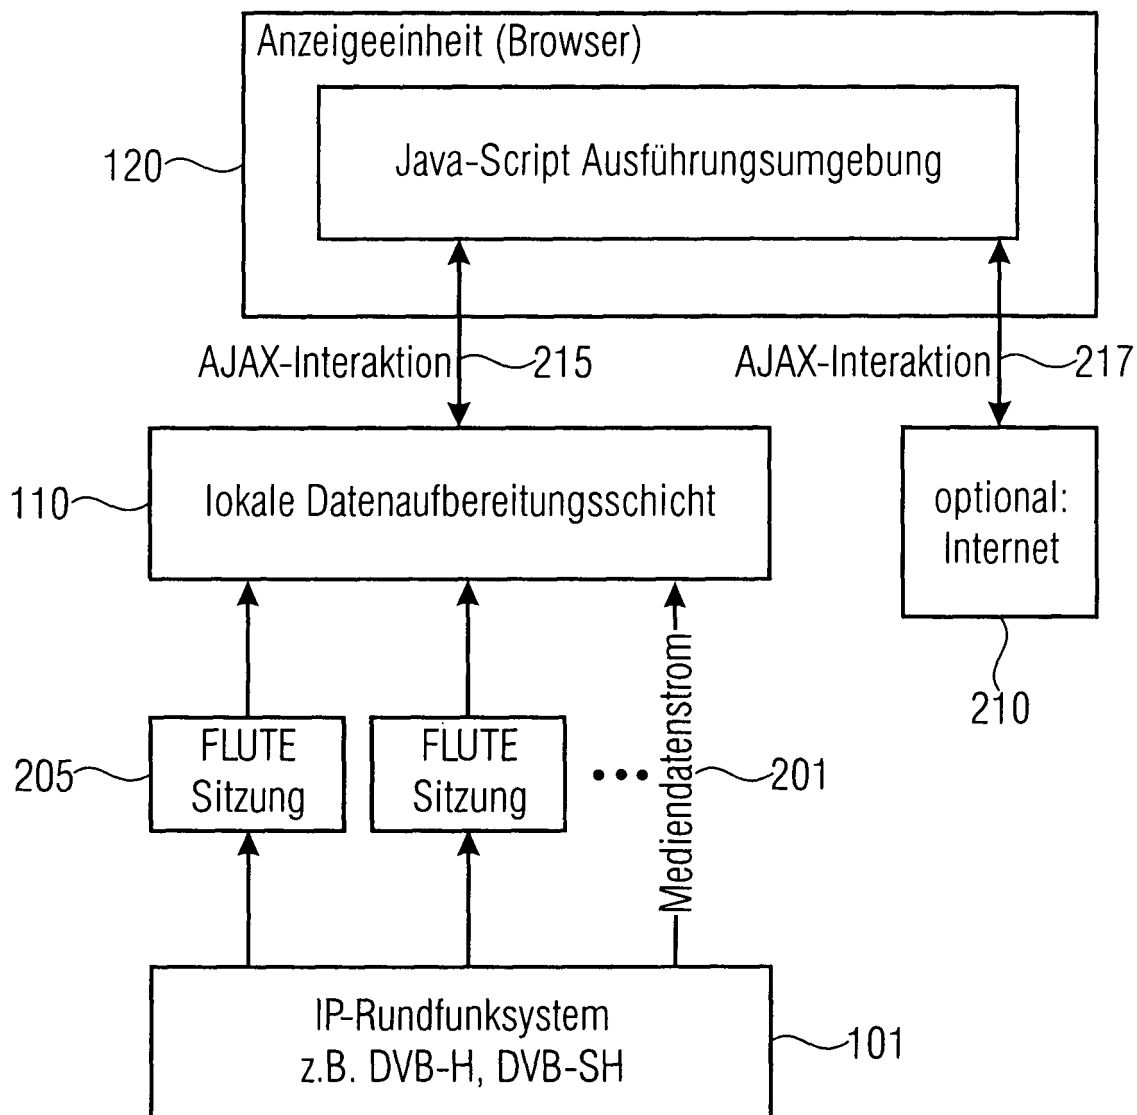 Anzeigeeinheit (Browser)
Java-Script Ausführungsumgebung
120
AJAX-Interaktion
215
AJAX-Interaktion
217
110
lokale Datenaufbereitungsschicht
optional:
Internet
210
205
FLUTE
Sitzung
FLUTE
Sitzung
•••
Mediendatenstrom
201
IP-Rundfunksystem
z.B. DVB-H, DVB-SH
101